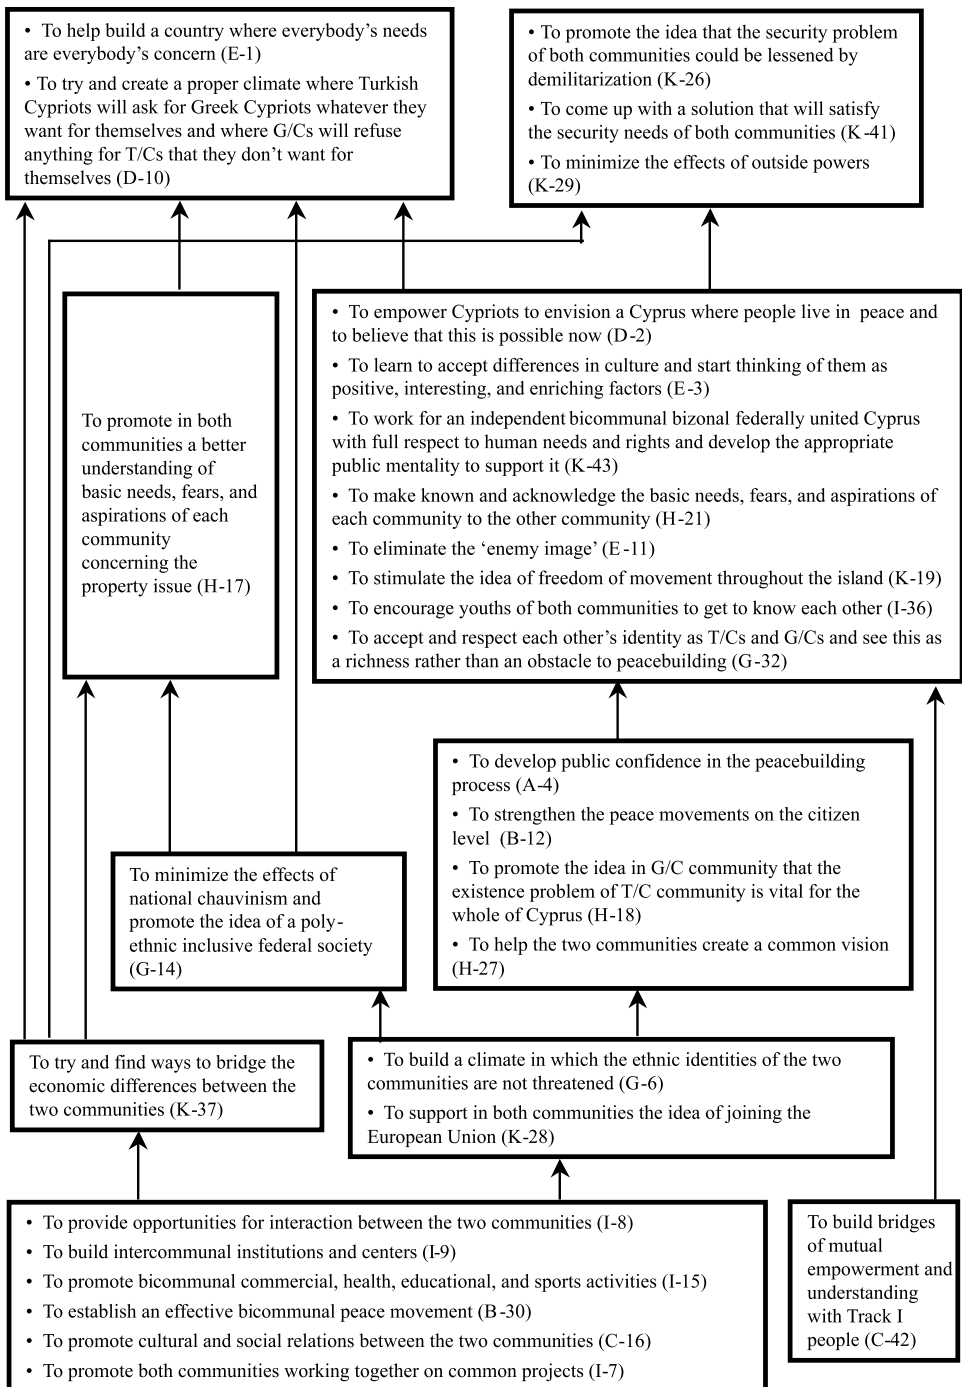 • To help build a country where everybody's needs
are everybody's concern (E-1)
• To try and create a proper climate where Turkish
Cypriots will ask for Greek Cypriots whatever they
want for themselves and where G/Cs will refuse
anything for T/Cs that they don't want for
themselves (D-10)
• To promote the idea that the security problem
of both communities could be lessened by
demilitarization (K-26)
• To come up with a solution that will satisfy
the security needs of both communities (K-41)
• To minimize the effects of outside powers
(K-29)
To promote in both
communities a better
understanding of
basic needs, fears, and
aspirations of each
community
concerning the
property issue (H-17)
• To empower Cypriots to envision a Cyprus where people live in peace and
to believe that this is possible now (D-2)
• To learn to accept differences in culture and start thinking of them as
positive, interesting, and enriching factors (E-3)
• To work for an independent bicommunal bizonal federally united Cyprus
with full respect to human needs and rights and develop the appropriate
public mentality to support it (K-43)
• To make known and acknowledge the basic needs, fears, and aspirations of
each community to the other community (H-21)
• To eliminate the ‘enemy image’ (E-11)
• To stimulate the idea of freedom of movement throughout the island (K-19)
• To encourage youths of both communities to get to know each other (I-36)
• To accept and respect each other's identity as T/Cs and G/Cs and see this as
a richness rather than an obstacle to peacebuilding (G-32)
• To develop public confidence in the peacebuilding
process (A-4)
• To strengthen the peace movements on the citizen
level (B-12)
• To promote the idea in G/C community that the
existence problem of T/C community is vital for the
whole of Cyprus (H-18)
• To help the two communities create a common vision
(H-27)
To minimize the effects of
national chauvinism and
promote the idea of a poly-
ethnic inclusive federal society
(G-14)
To try and find ways to bridge the
economic differences between the
two communities (K-37)
• To build a climate in which the ethnic identities of the two
communities are not threatened (G-6)
• To support in both communities the idea of joining the
European Union (K-28)
• To provide opportunities for interaction between the two communities (I-8)
• To build intercommunal institutions and centers (I-9)
• To promote bicommunal commercial, health, educational, and sports activities (I-15)
• To establish an effective bicommunal peace movement (B-30)
• To promote cultural and social relations between the two communities (C-16)
• To promote both communities working together on common projects (I-7)
To build bridges
of mutual
empowerment and
understanding
with Track I
people (C-42)